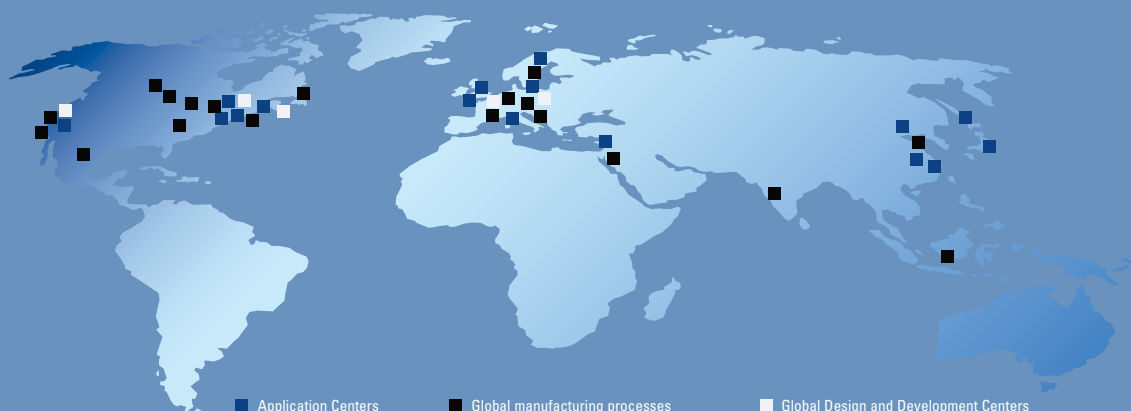 Application Centers
Global manufacturing processes
Global Design and Development Centers